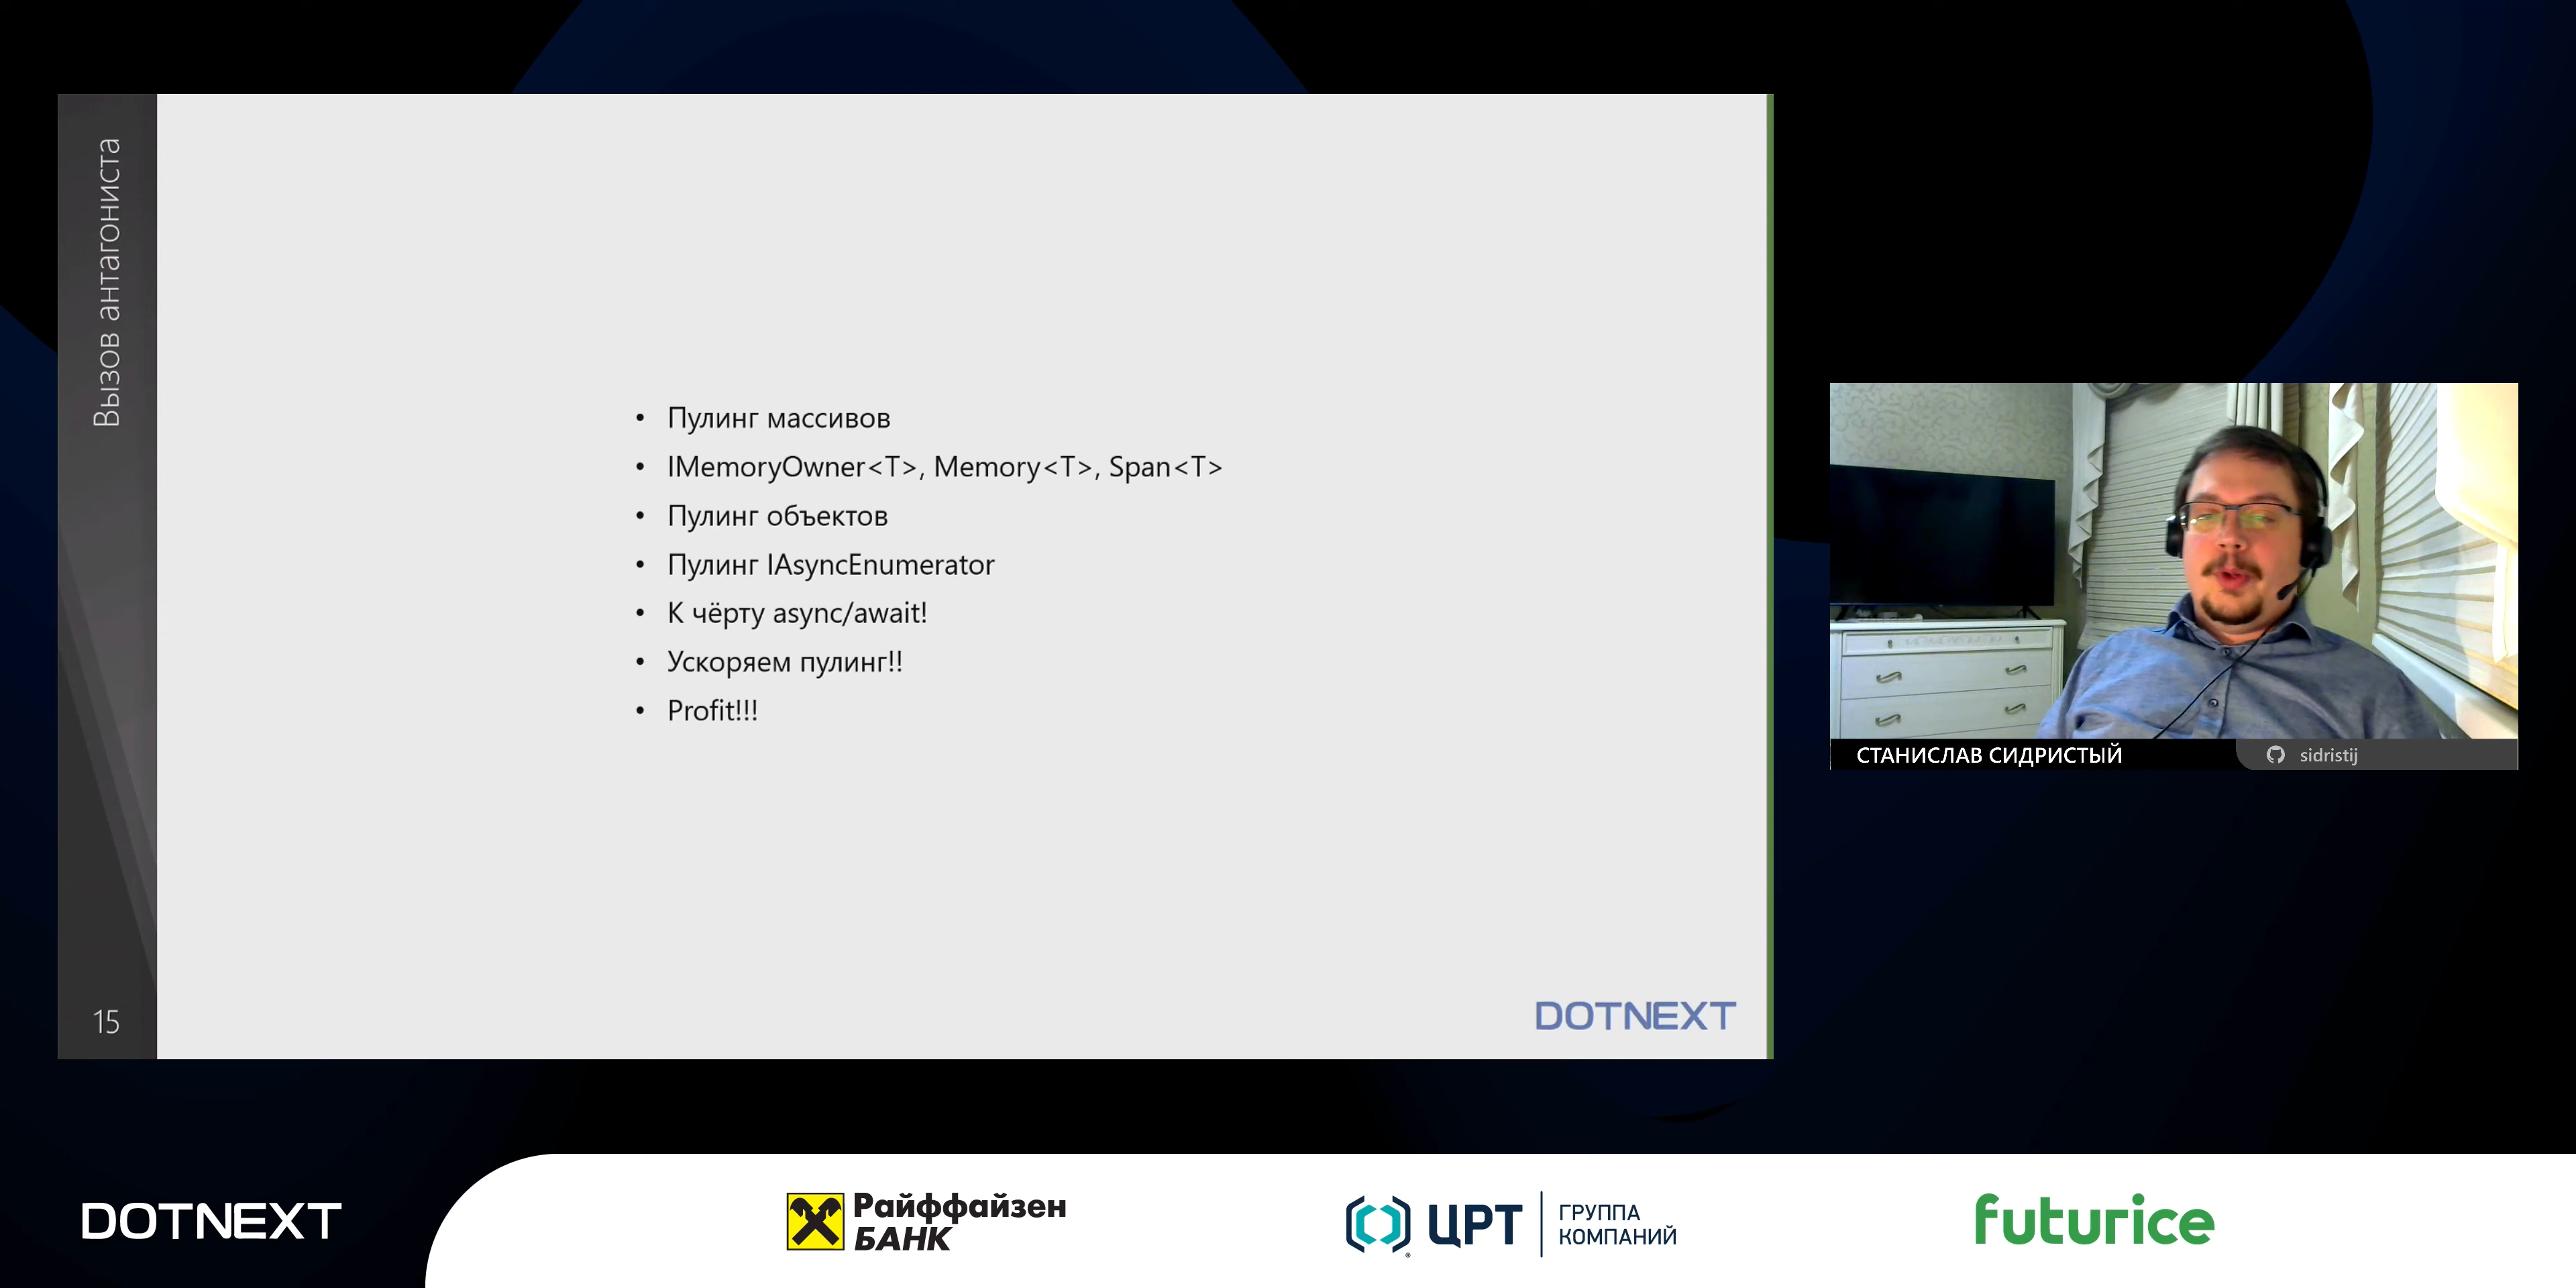 Вызов антагониста
• Пулинг массивов
• IMemoryOwner<T>, Memory<T>, Span<T>
• Пулинг объектов
• Пулинг IAsyncEnumerator
• К чёрту async/await!
• Ускоряем пулинг!!
• Profit!!!
15
DOTNEXT
СТАНИСЛАВ СИДРИСТЫЙ
sidristij
DOTNEXT
Райффайзен
БАНК
ЦРТ
ГРУППА
КОМПАНИЙ
futurice